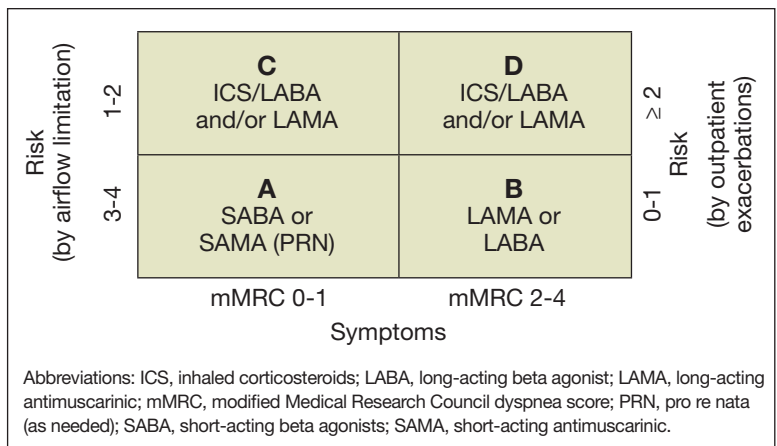 Risk
(by airflow limitation)
1-2
3-4
C
ICS/LABA
and/or LAMA
D
ICS/LABA
and/or LAMA
A
SABA or
SAMA (PRN)
B
LAMA or
LABA
≥ 2
0-1
Risk
(by outpatient
exacerbations)
mMRC 0-1
mMRC 2-4
Symptoms
Abbreviations: ICS, inhaled corticosteroids; LABA, long-acting beta agonist; LAMA, long-acting
antimuscarinic; mMRC, modified Medical Research Council dyspnea score; PRN, pro re nata
(as needed); SABA, short-acting beta agonists; SAMA, short-acting antimuscarinic.